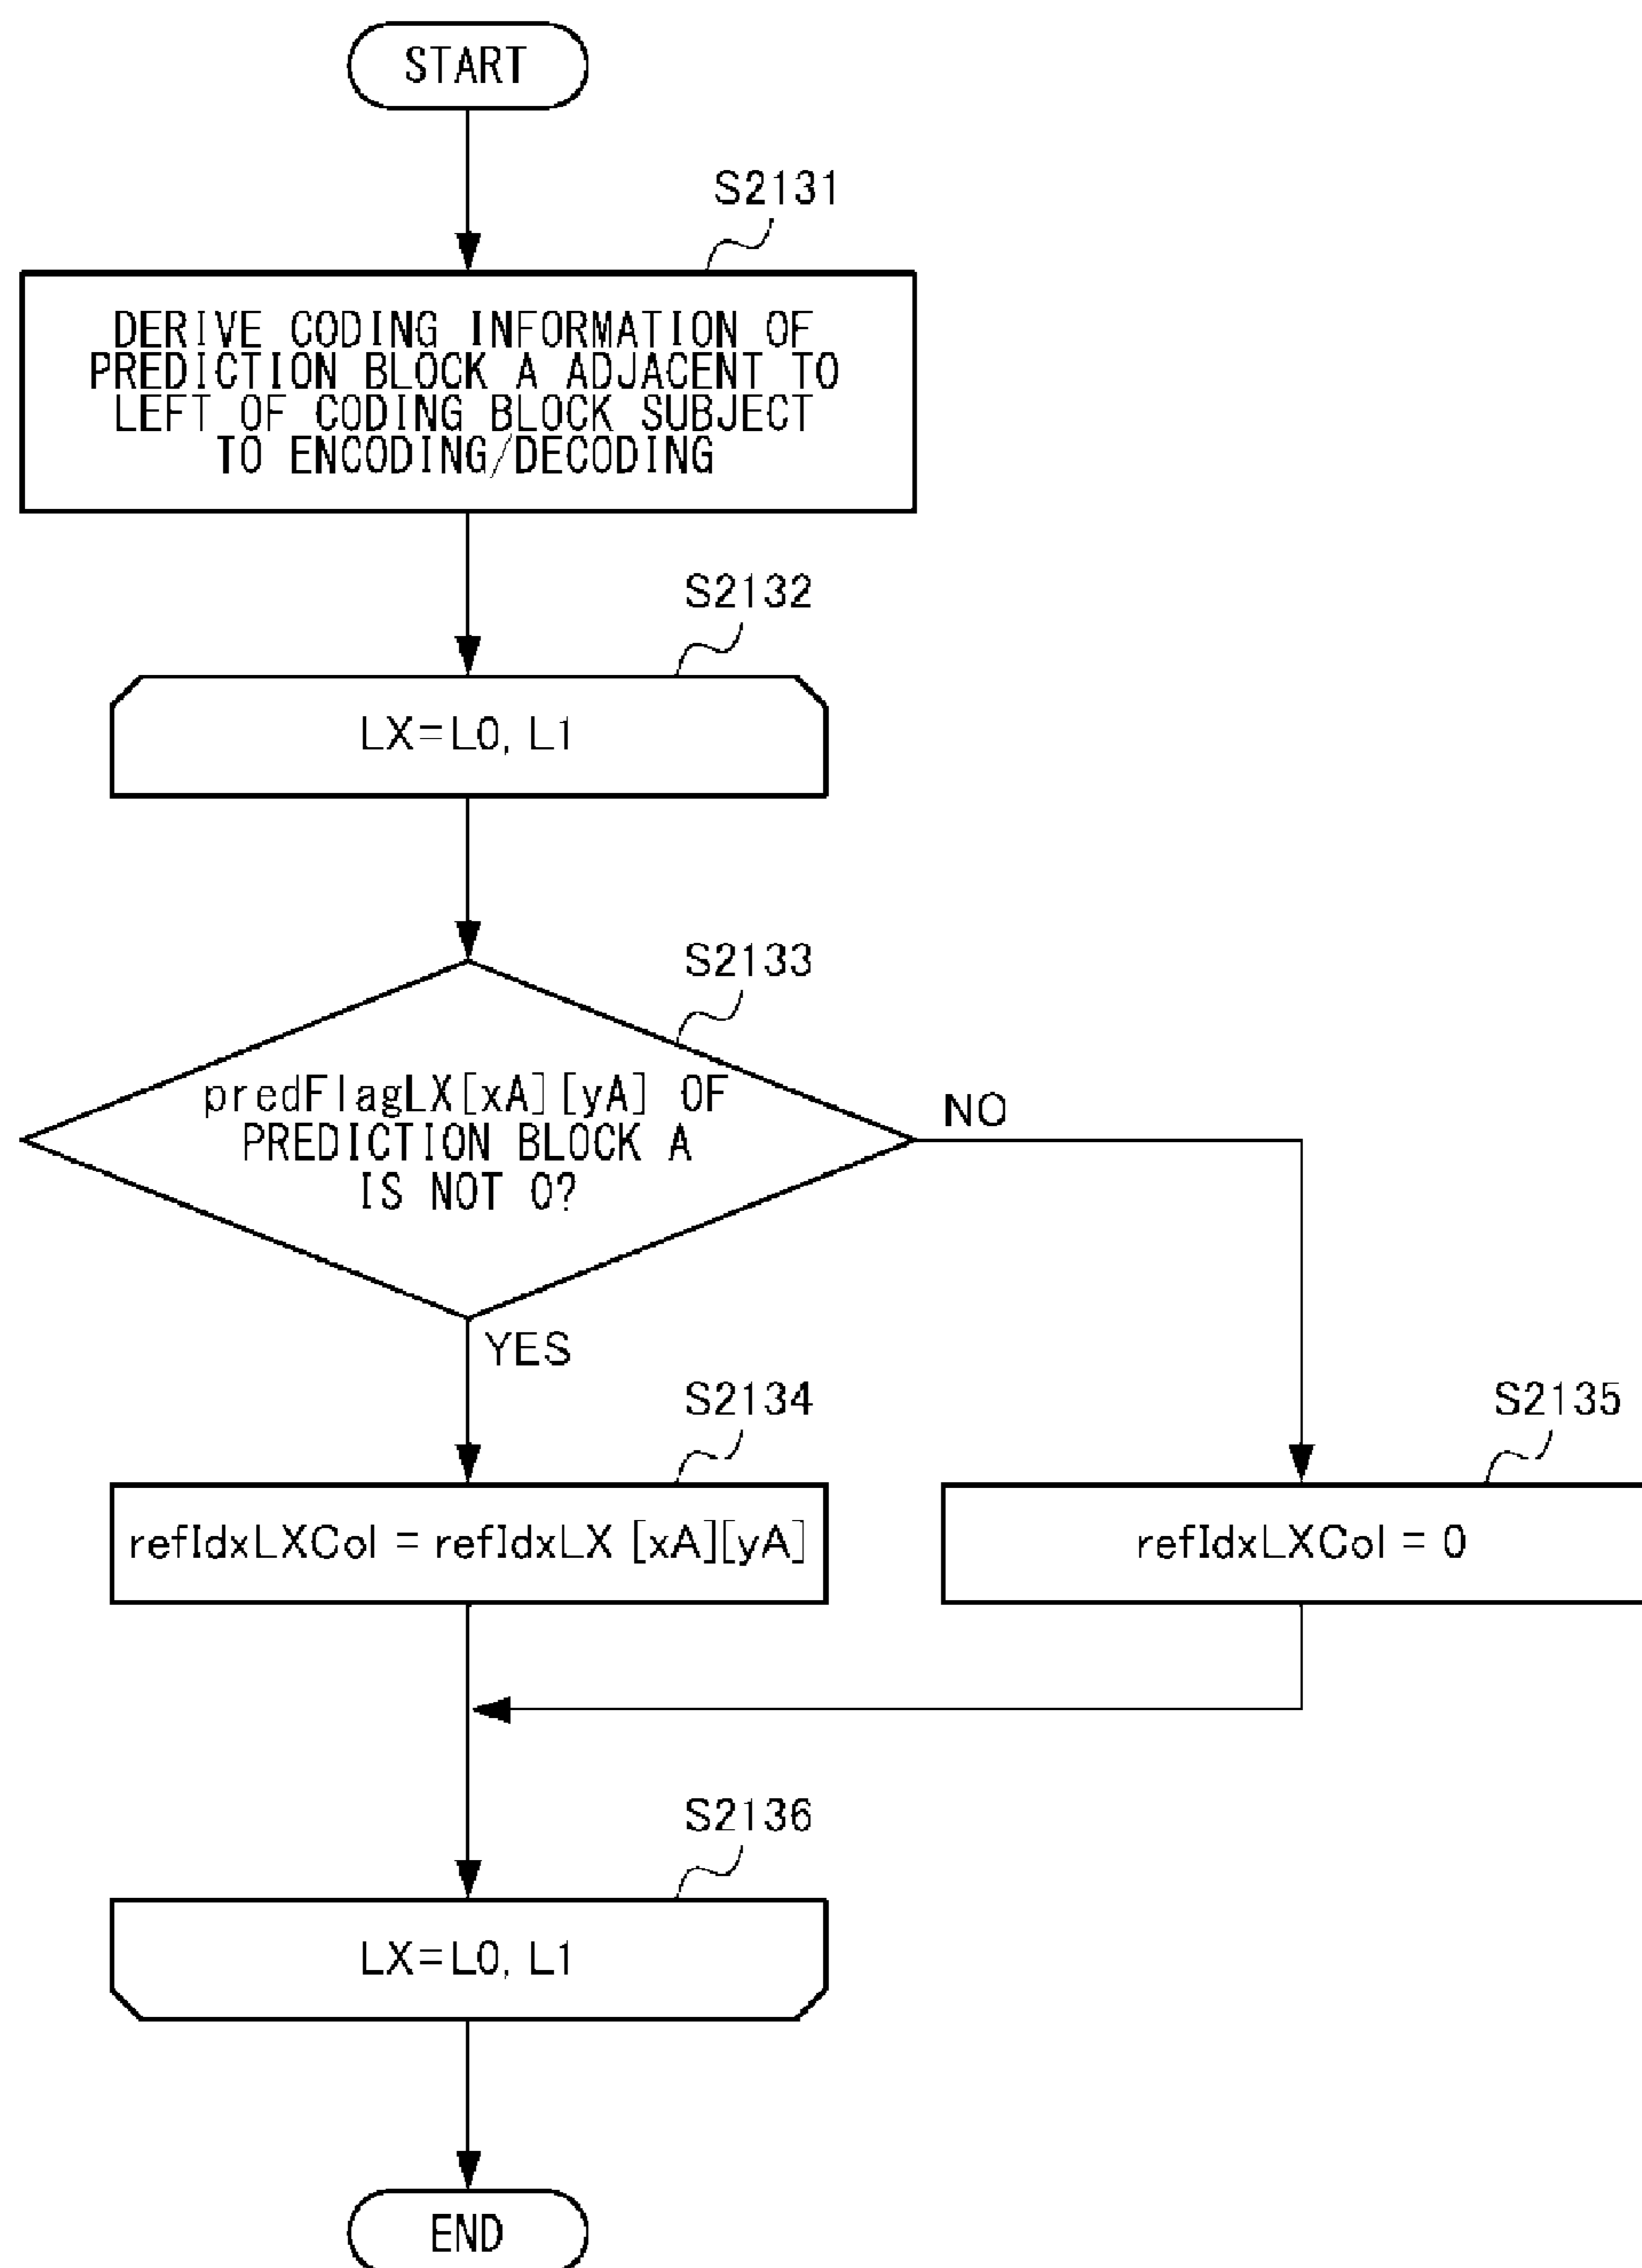 START
S2131
DERIVE CODING INFORMATION OF
PREDICTION BLOCK A ADJACENT TO
LEFT OF CODING BLOCK SUBJECT
TO ENCODING/DECODING
S2132
LX=L0, L1
S2133
predFlagLX[xA][yA] OF
PREDICTION BLOCK A
IS NOT 0?
NO
YES
S2134
S2135
refIdxLXCol = refIdxLX [xA][yA]
refIdxLXCol = 0
S2136
LX=L0, L1
END